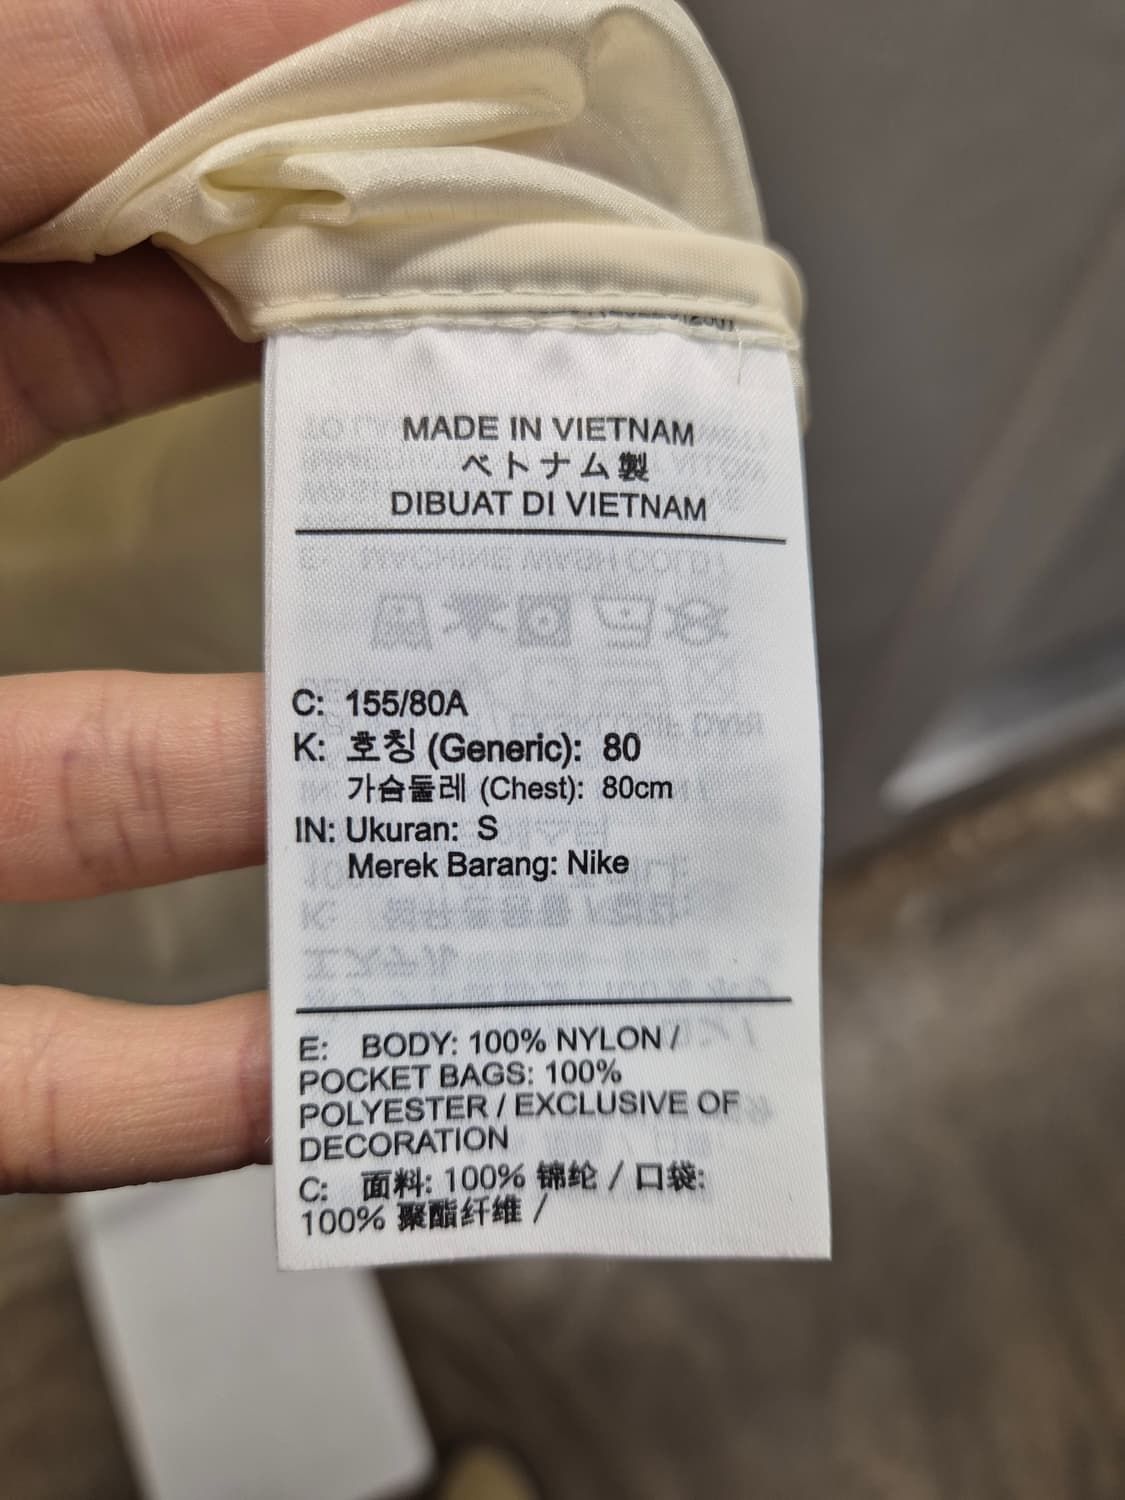 MADE IN VIETNAM
ベトナム製
DIBUAT DI VIETNAM
C: 155/80A
K: 호칭 (Generic): 80
가슴둘레 (Chest): 80cm
IN: Ukuran: S
Merek Barang: Nike
E: BODY: 100% NYLON /
POCKET BAGS: 100%
POLYESTER / EXCLUSIVE OF
DECORATION
C: 面料: 100% 锦纶 / 口袋:
100% 聚酯纤维 /